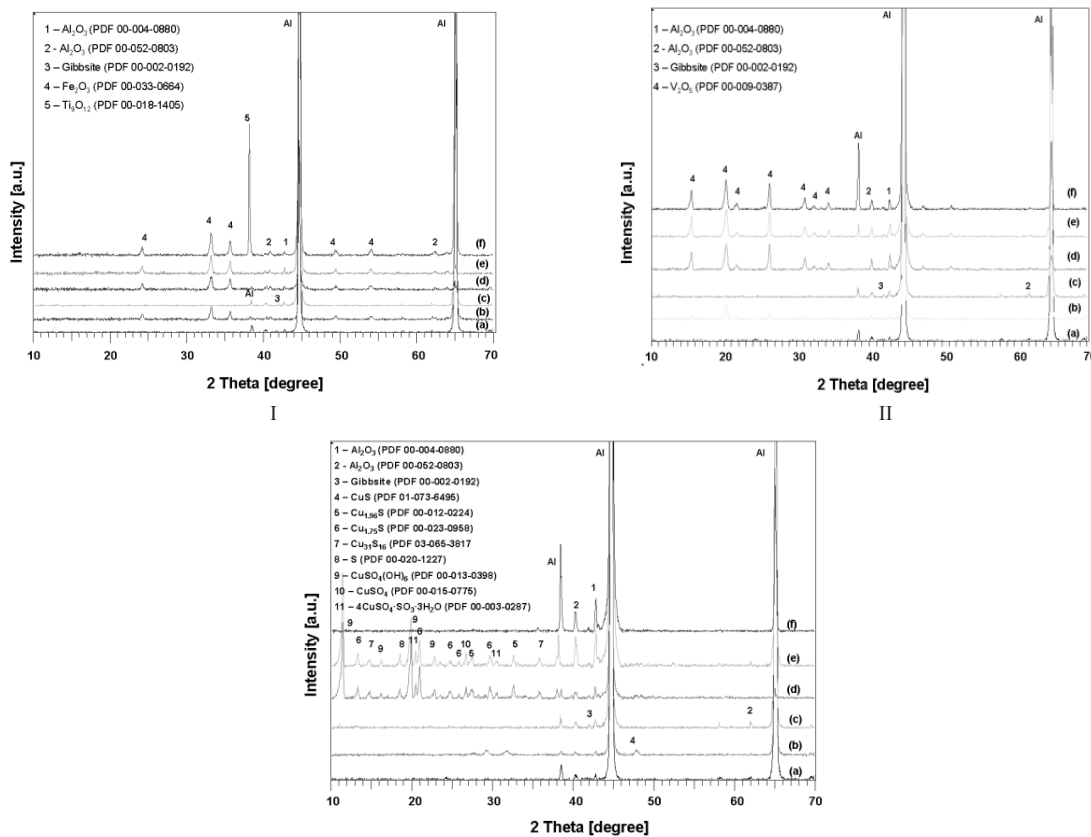 Al
Al
1 – Al₂O₃ (PDF 00-004-0880)
2 - Al₂O₃ (PDF 00-052-0803)
3 – Gibbsite (PDF 00-002-0192)
4 – Fe₂O₃ (PDF 00-033-0664)
5 – Ti₉O₁₂ (PDF 00-018-1405)
5
4
4
4
2
1
4
4
2
Al
3
(f)
(e)
(d)
(c)
(b)
(a)
Intensity [a.u.]
10 20 30 40 50 60 70
2 Theta [degree]
I
Al
Al
1 – Al₂O₃ (PDF 00-004-0880)
2 - Al₂O₃ (PDF 00-052-0803)
3 – Gibbsite (PDF 00-002-0192)
4 – V₂O₅ (PDF 00-009-0387)
Al
4
4
4
4
4
4
4
2
1
3
2
(f)
(e)
(d)
(c)
(b)
(a)
Intensity [a.u.]
10 20 30 40 50 60 70
2 Theta [degree]
II
Al
Al
1 – Al₂O₃ (PDF 00-004-0880)
2 - Al₂O₃ (PDF 00-052-0803)
3 – Gibbsite (PDF 00-002-0192)
4 – CuS (PDF 01-073-6495)
5 – Cu₁.₉₆S (PDF 00-012-0224)
6 – Cu₁.₇₅S (PDF 00-023-0958)
7 – Cu₃₁S₁₆ (PDF 03-065-3817
8 – S (PDF 00-020-1227)
9 – CuSO₄(OH)₆ (PDF 00-013-0398)
10 – CuSO₄ (PDF 00-015-0775)
11 – 4CuSO₄·SO₃·3H₂O (PDF 00-003-0287)
Al
2
1
9
6
7
9
8
9
11
6
9
6
6
10
5
6
11
5
7
3
2
4
(f)
(e)
(d)
(c)
(b)
(a)
Intensity [a.u.]
10 20 30 40 50 60 70
2 Theta [degree]